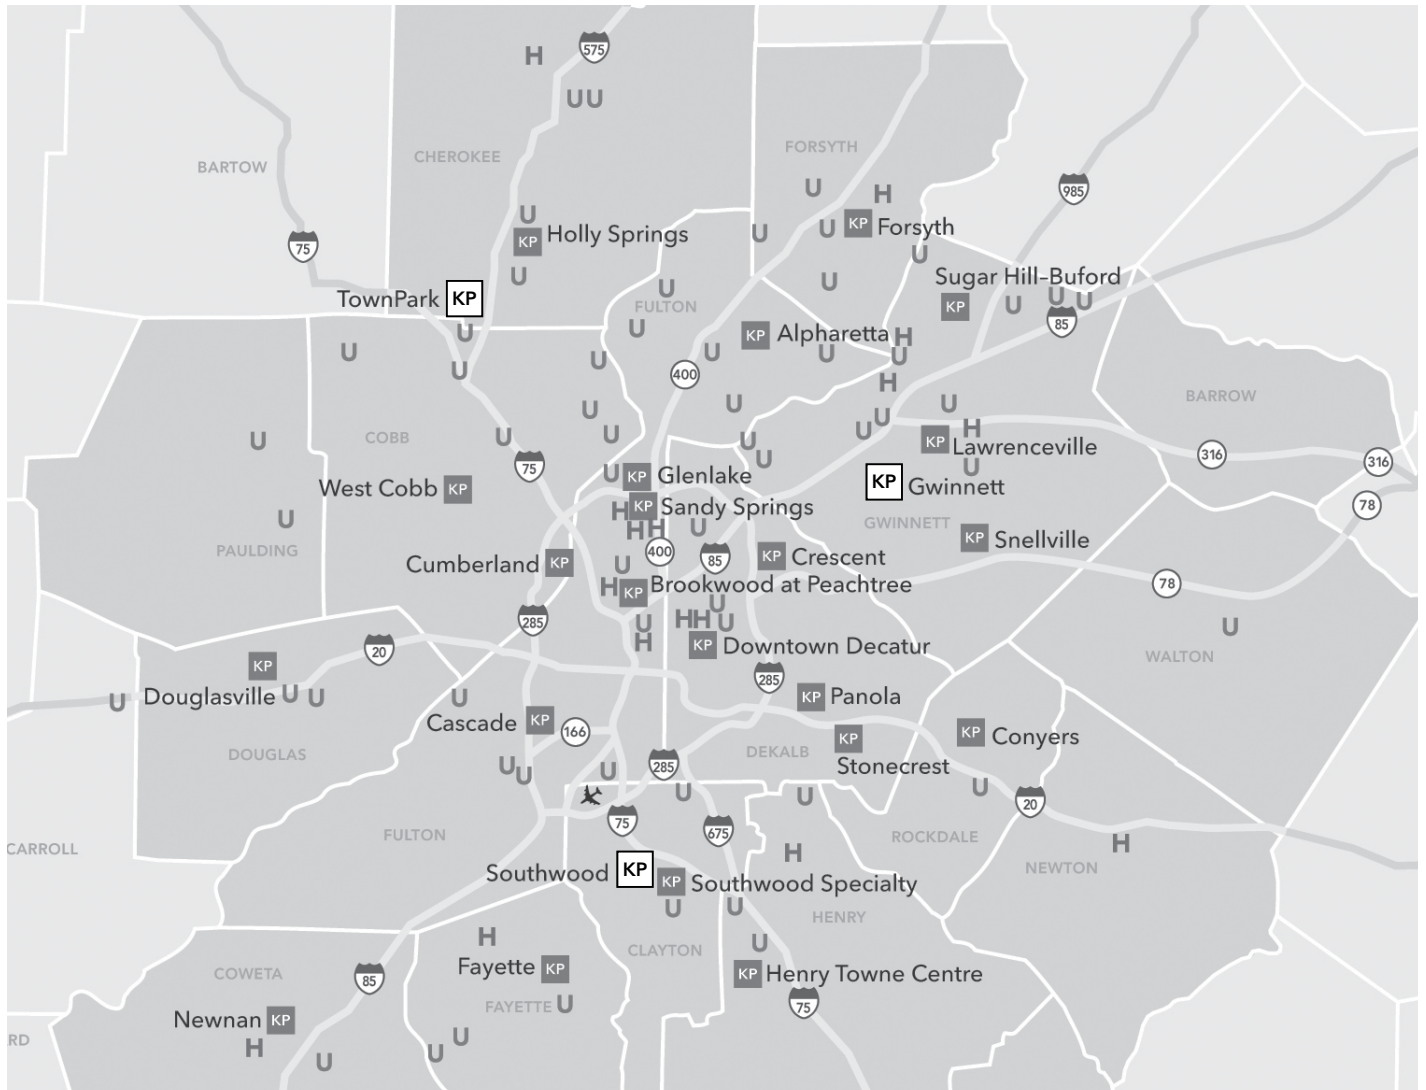 H
575
U U
BARTOW
CHEROKEE
FORSYTH
U
H
985
U
KP Holly Springs
U
U
KP Forsyth
75
U
U
U
U
Sugar Hill–Buford
KP
U
U
U
85
TownPark KP
FULTON
U
U
KP Alpharetta
H
U
U
U
U
U
U
400
H
BARROW
U
U
U
U
U
COBB
U
U
U
U
U
U
H
KP Lawrenceville
U
316
316
75
West Cobb KP
U KP Glenlake
KP Gwinnett
78
H KP Sandy Springs
H H
U
U
GWINNETT
KP Snellville
PAULDING
400
85
KP Crescent
Cumberland KP
U
H KP Brookwood at Peachtree
78
U
285
U
H H U
U
H
KP Downtown Decatur
20
WALTON
KP
Douglasville
U
U U
U
285
KP Panola
Cascade KP
166
KP
Stonecrest
KP Conyers
DOUGLAS
DEKALB
U U
U
285
U
U
U
20
75
675
FULTON
ROCKDALE
H
CARROLL
H
NEWTON
Southwood KP
KP Southwood Specialty
U
U
HENRY
H
U
CLAYTON
COWETA
85
Fayette KP
KP Henry Towne Centre
FAYETTE U
75
Newnan KP
H
U
U
U
RD